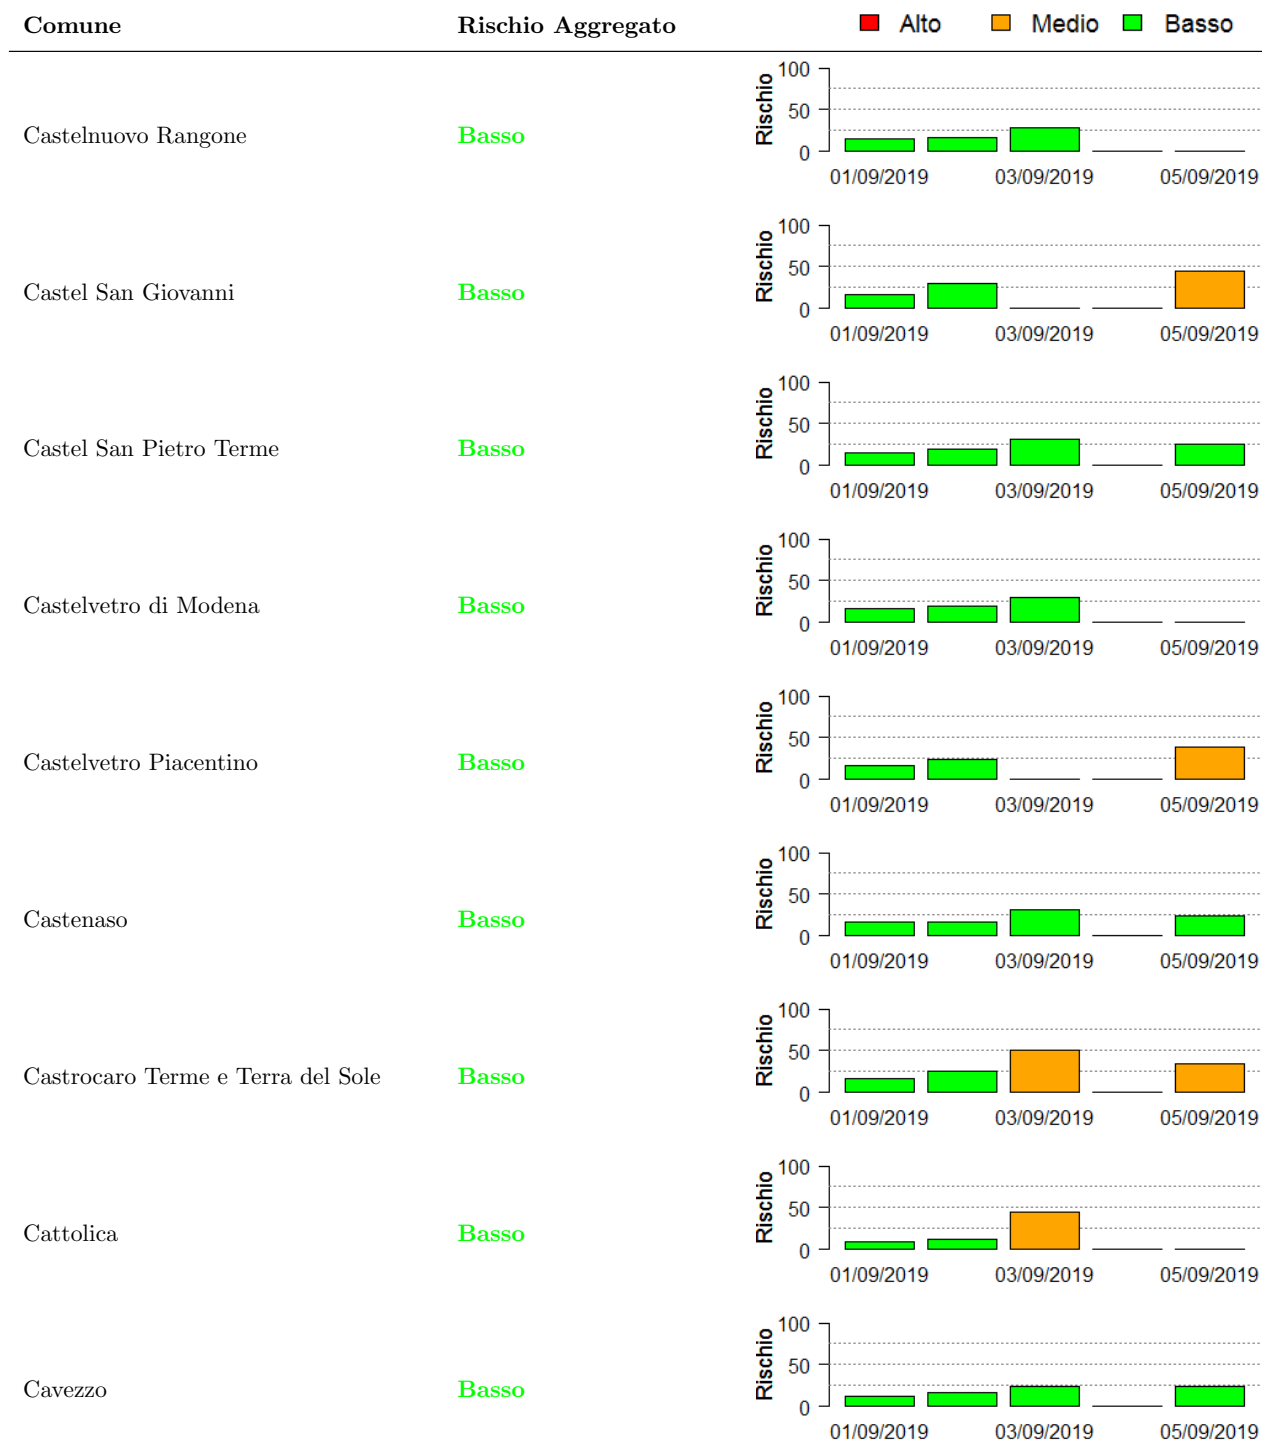 Comune Rischio Aggregato Alto Medio Basso
Castelnuovo Rangone Basso
Rischio
100
50
0
01/09/2019 03/09/2019 05/09/2019
Castel San Giovanni Basso
Rischio
100
50
0
01/09/2019 03/09/2019 05/09/2019
Castel San Pietro Terme Basso
Rischio
100
50
0
01/09/2019 03/09/2019 05/09/2019
Castelvetro di Modena Basso
Rischio
100
50
0
01/09/2019 03/09/2019 05/09/2019
Castelvetro Piacentino Basso
Rischio
100
50
0
01/09/2019 03/09/2019 05/09/2019
Castenaso Basso
Rischio
100
50
0
01/09/2019 03/09/2019 05/09/2019
Castrocaro Terme e Terra del Sole Basso
Rischio
100
50
0
01/09/2019 03/09/2019 05/09/2019
Cattolica Basso
Rischio
100
50
0
01/09/2019 03/09/2019 05/09/2019
Cavezzo Basso
Rischio
100
50
0
01/09/2019 03/09/2019 05/09/2019